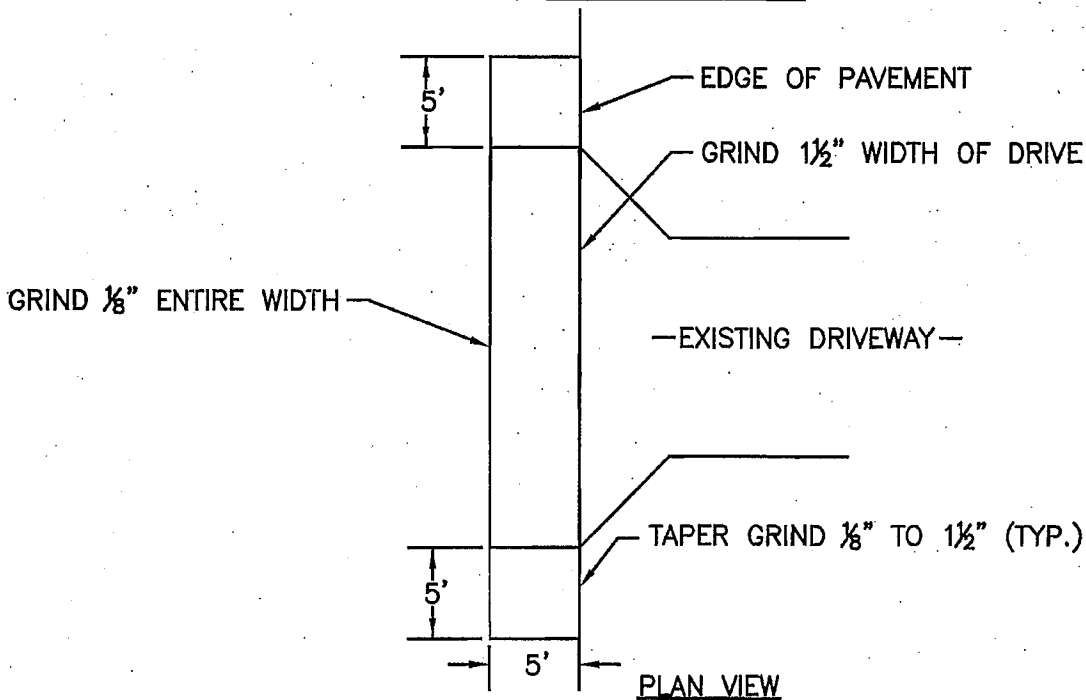 5'
EDGE OF PAVEMENT
GRIND 1½" WIDTH OF DRIVE
GRIND ⅛" ENTIRE WIDTH
—EXISTING DRIVEWAY—
TAPER GRIND ⅛" TO 1½" (TYP.)
5'
5'
PLAN VIEW